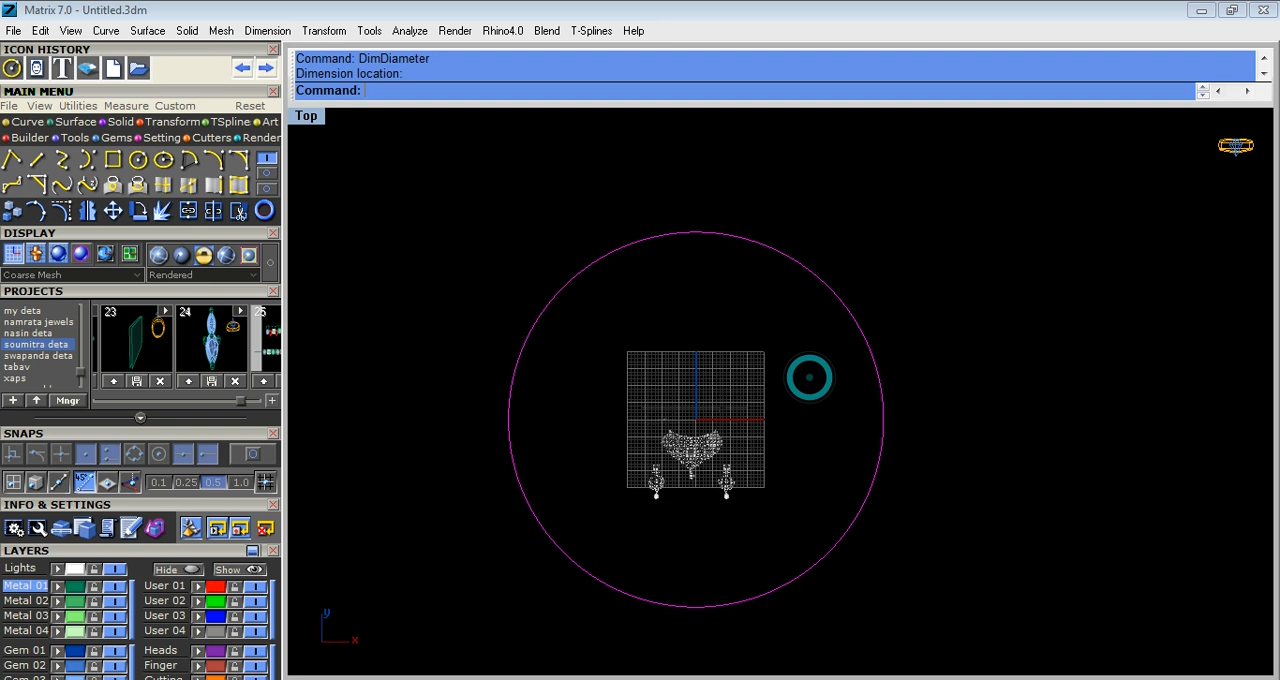 Matrix 7.0 - Untitled.3dm
File Edit View Curve Surface Solid Mesh Dimension Transform Tools Analyze Render Rhino4.0 Blend T-Splines Help
ICON HISTORY
Command: DimDiameter
Dimension location:
Command:
MAIN MENU
File View Utilities Measure Custom Reset
Curve Surface Solid Transform TSpline Art
Builder Tools Gems Setting Cutters Render
Top
DISPLAY
Coarse Mesh Rendered
PROJECTS
my deta
namrata jewels
nasin deta
soumitra deta
swapanda deta
tabav
xaps
23 24 25
+ Mngr +
SNAPS
45°
0.1 0.25 0.5 1.0
INFO & SETTINGS
LAYERS
Lights Hide Show
Metal 01 User 01
Metal 02 User 02
Metal 03 User 03
Metal 04 User 04
Gem 01 Heads
Gem 02 Finger
Gem 03 Cutting
y
x